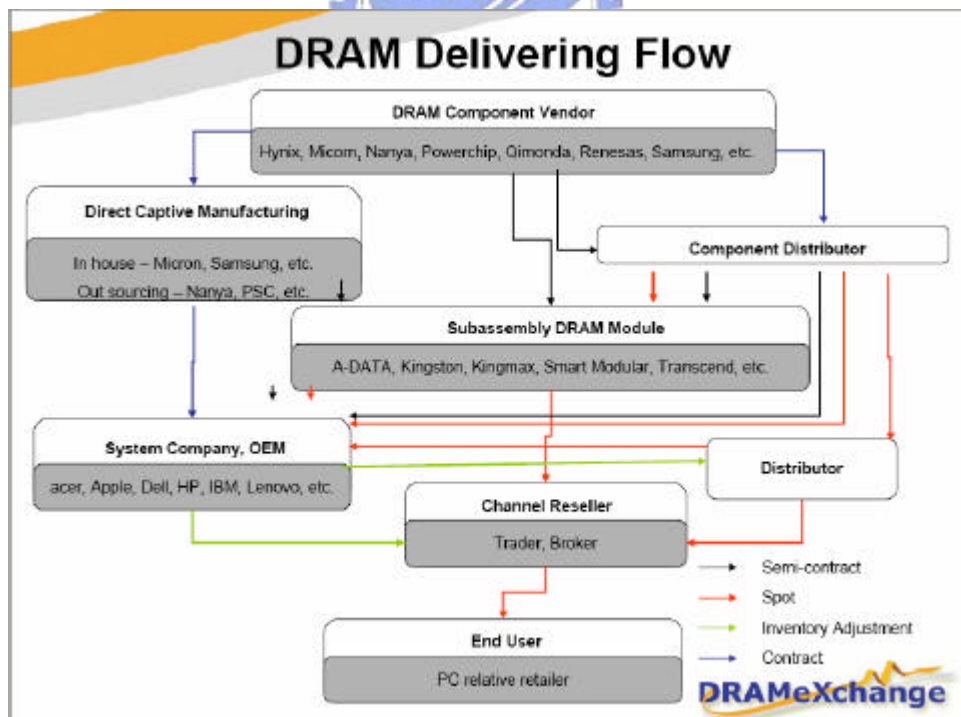 DRAM Delivering Flow
DRAM Component Vendor
Hynix, Micorn, Nanya, Powerchip, Qimonda, Renesas, Samsung, etc.
Direct Captive Manufacturing
In house – Micron, Samsung, etc.
Out sourcing – Nanya, PSC, etc.
Component Distributor
Subassembly DRAM Module
A-DATA, Kingston, Kingmax, Smart Modular, Transcend, etc.
System Company, OEM
acer, Apple, Dell, HP, IBM, Lenovo, etc.
Distributor
Channel Reseller
Trader, Broker
End User
PC relative retailer
Semi-contract
Spot
Inventory Adjustment
Contract
DRAMeXchange